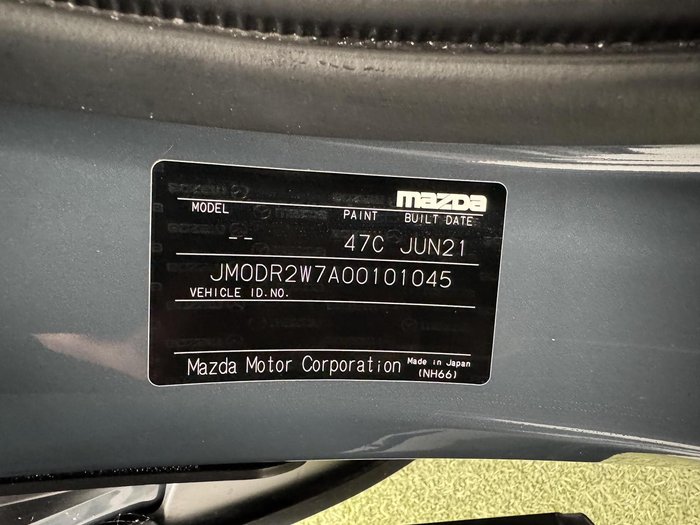 mazda
MODEL PAINT BUILT DATE
-- 47C JUN21
JM0DR2W7A00101045
VEHICLE ID.NO.
Mazda Motor Corporation Made in Japan
(NH66)